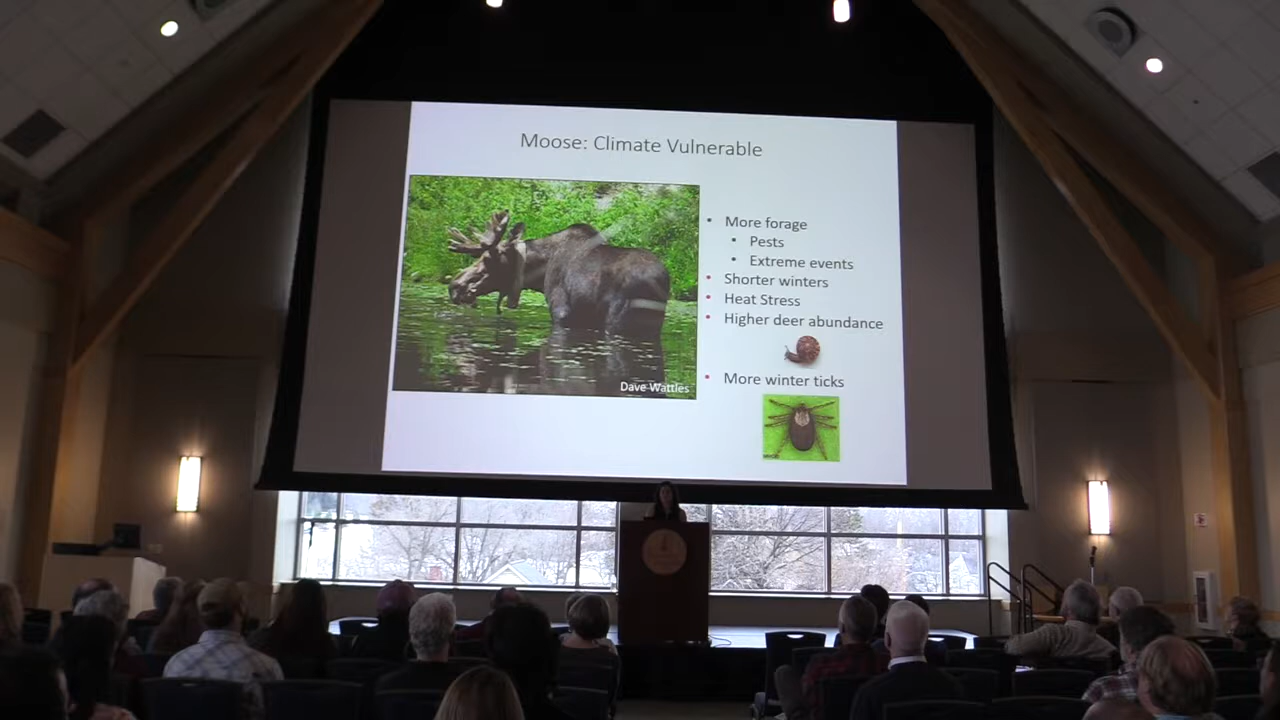 Moose: Climate Vulnerable
• More forage
• Pests
• Extreme events
• Shorter winters
• Heat Stress
• Higher deer abundance
Dave Wattles
• More winter ticks